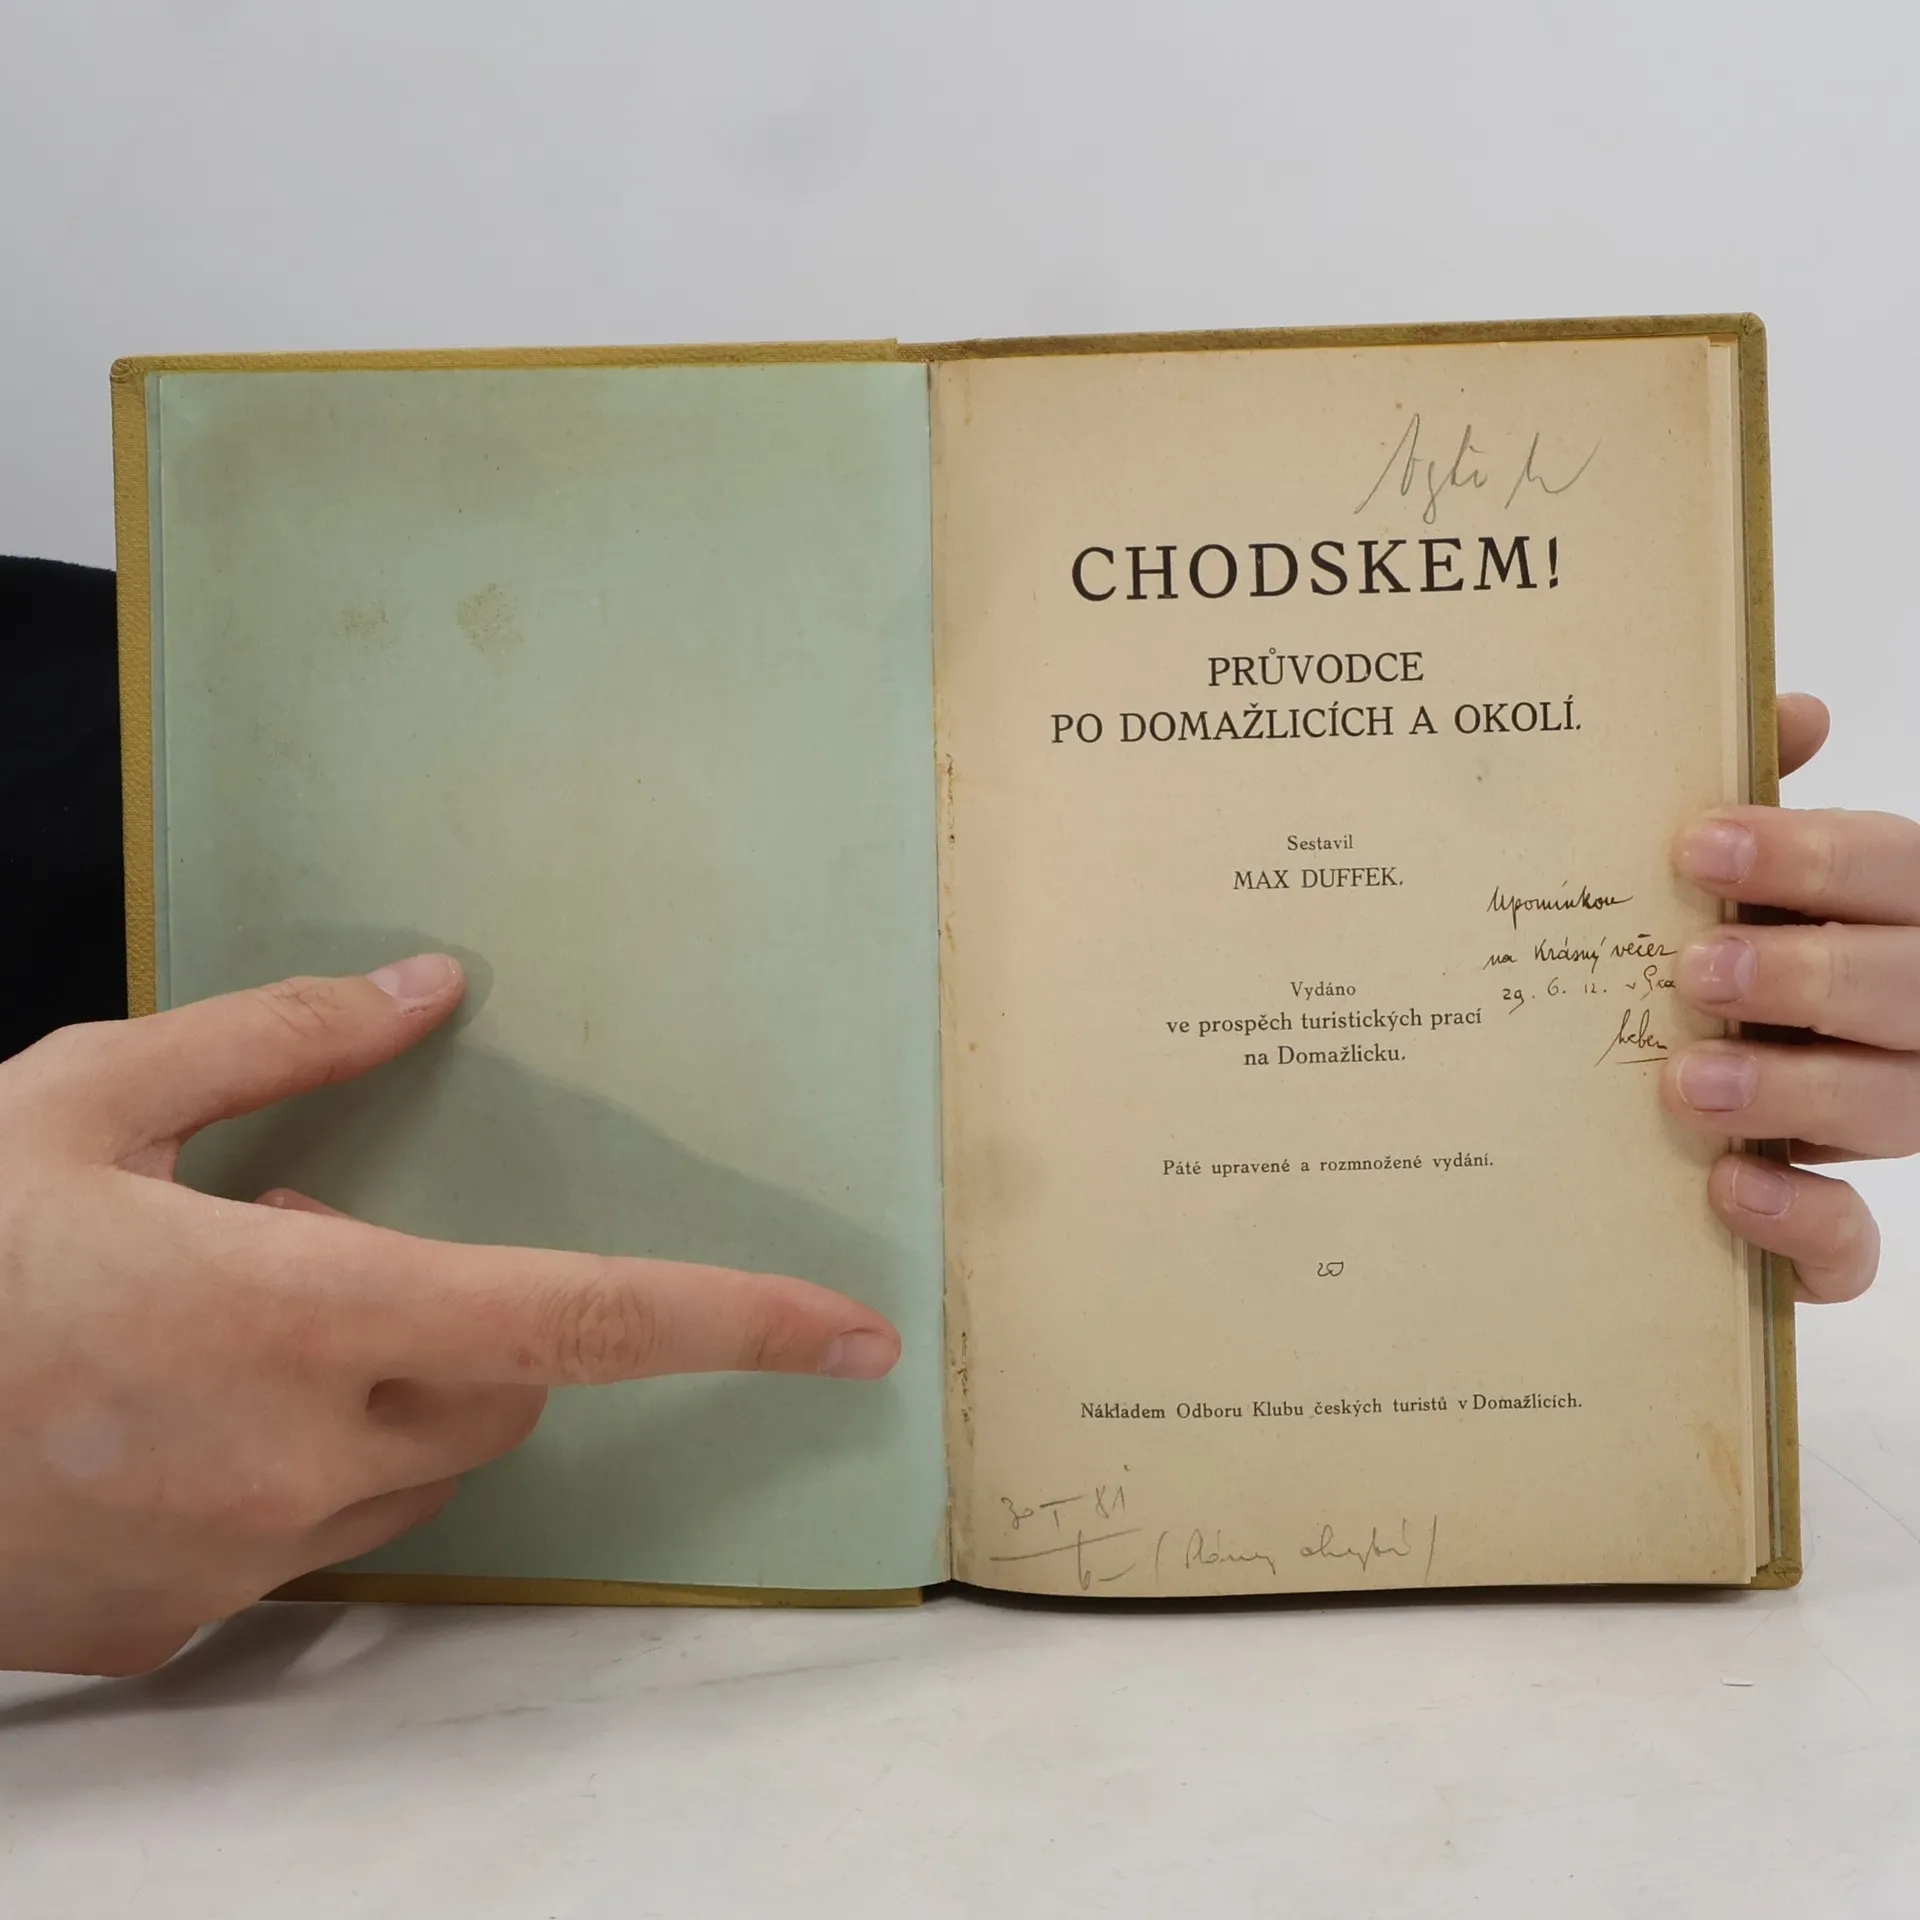 CHODSKEM!
PRŮVODCE
PO DOMAŽLICÍCH A OKOLÍ.
Sestavil
MAX DUFFEK.
Upomínkou
na krásný večer
29. 6. 12. v
Vydáno
ve prospěch turistických prací
na Domažlicku.
Páté upravené a rozmnožené vydání.
Nákladem Odboru Klubu českých turistů v Domažlicích.